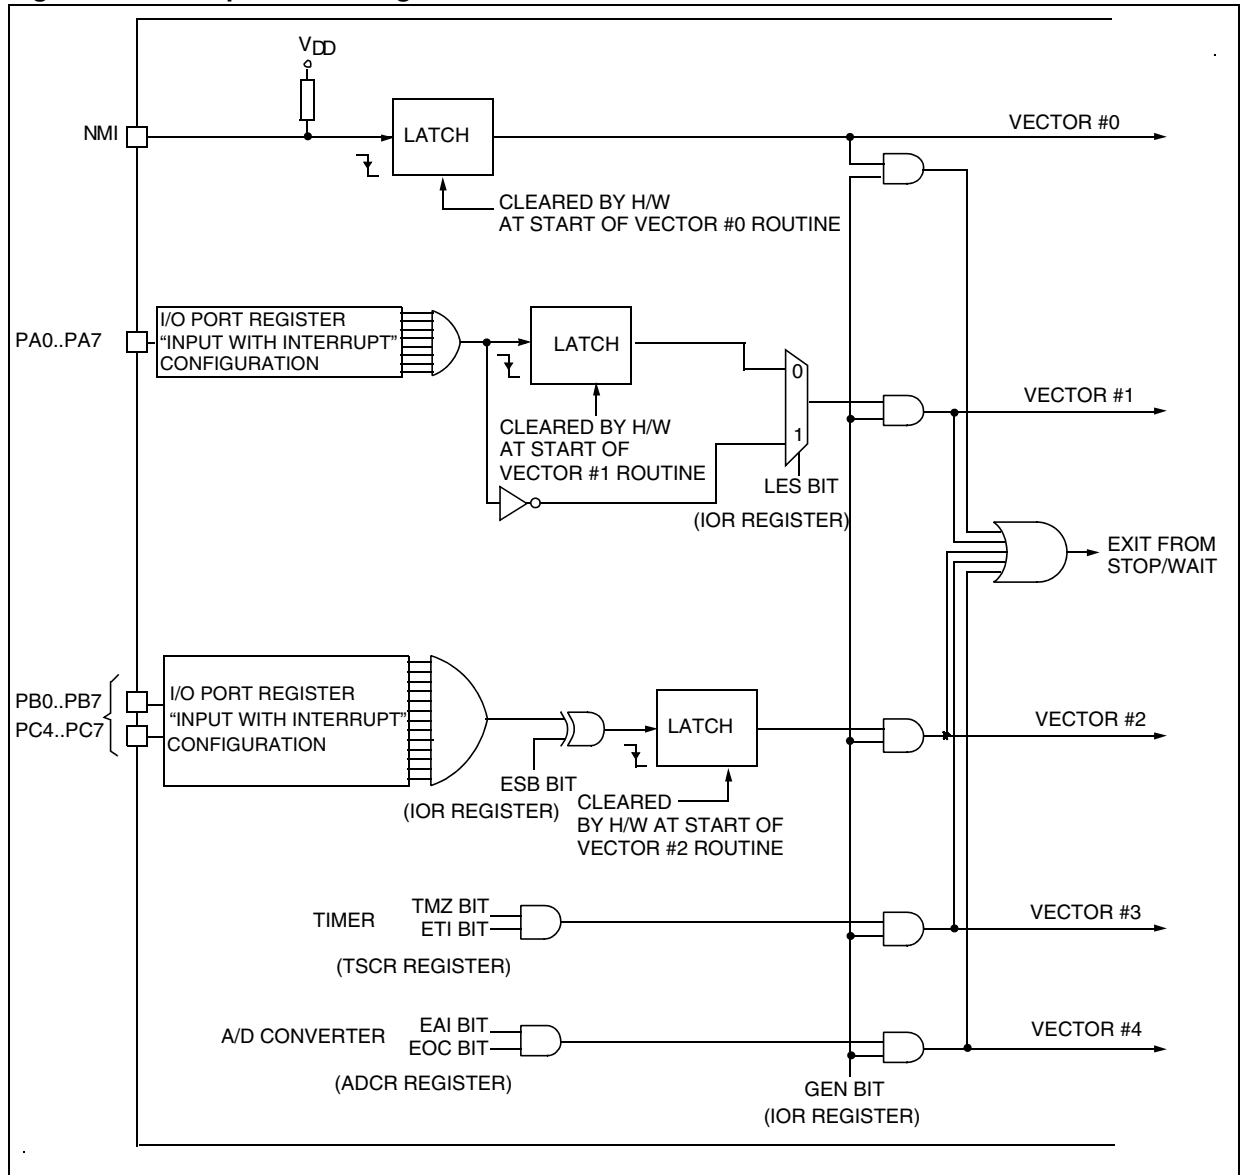 VDD
NMI
LATCH
VECTOR #0
CLEARED BY H/W
AT START OF VECTOR #0 ROUTINE
PA0..PA7
I/O PORT REGISTER
“INPUT WITH INTERRUPT”
CONFIGURATION
LATCH
0
1
VECTOR #1
CLEARED BY H/W
AT START OF
VECTOR #1 ROUTINE
LES BIT
(IOR REGISTER)
EXIT FROM
STOP/WAIT
PB0..PB7
PC4..PC7
I/O PORT REGISTER
“INPUT WITH INTERRUPT”
CONFIGURATION
LATCH
VECTOR #2
ESB BIT
(IOR REGISTER)
CLEARED
BY H/W AT START OF
VECTOR #2 ROUTINE
TIMER
TMZ BIT
ETI BIT
(TSCR REGISTER)
VECTOR #3
A/D CONVERTER
EAI BIT
EOC BIT
(ADCR REGISTER)
VECTOR #4
GEN BIT
(IOR REGISTER)